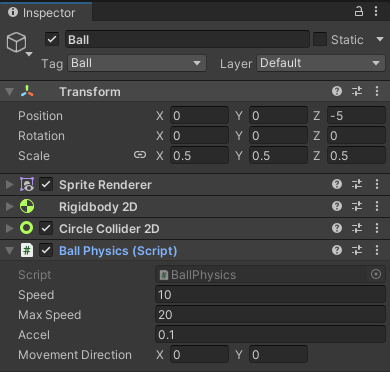 Inspector
Ball Static
Tag Ball Layer Default
Transform
Position X 0 Y 0 Z -5
Rotation X 0 Y 0 Z 0
Scale X 0.5 Y 0.5 Z 0.5
Sprite Renderer
Rigidbody 2D
Circle Collider 2D
# Ball Physics (Script)
Script # BallPhysics
Speed 10
Max Speed 20
Accel 0.1
Movement Direction X 0 Y 0